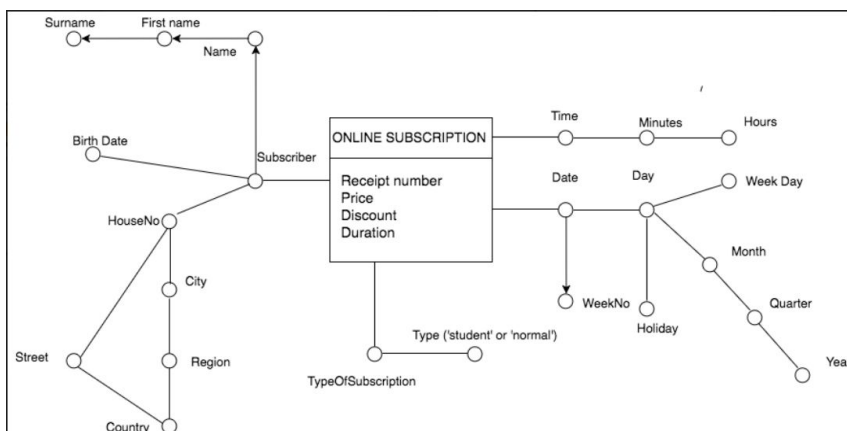 Surname
First name
Name
Birth Date
Subscriber
HouseNo
City
Street
Region
Country
ONLINE SUBSCRIPTION
Receipt number
Price
Discount
Duration
Type ('student' or 'normal')
TypeOfSubscription
Time
Minutes
Hours
Date
Day
Week Day
Month
WeekNo
Holiday
Quarter
Year